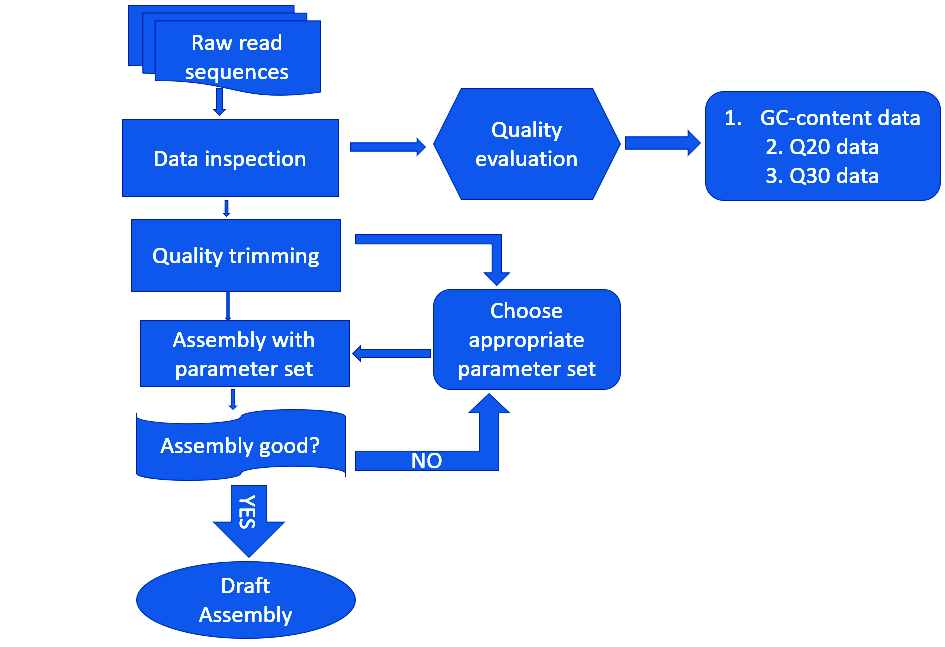 Raw read
sequences
Data inspection
Quality
evaluation
1. GC-content data
2. Q20 data
3. Q30 data
Quality trimming
Choose
appropriate
parameter set
Assembly with
parameter set
Assembly good?
NO
YES
Draft
Assembly